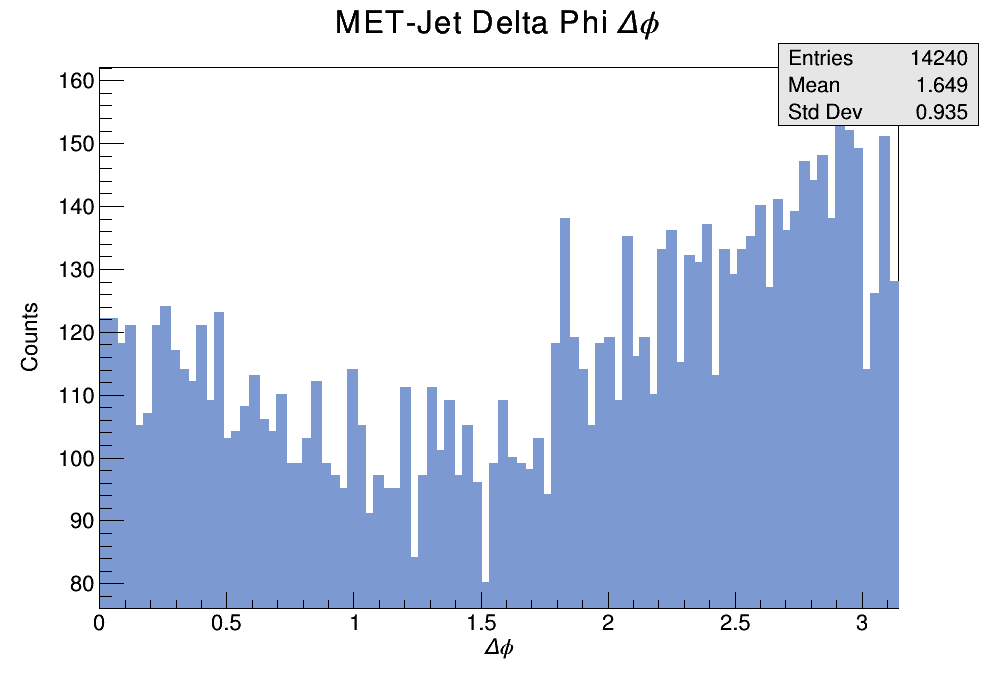 MET-Jet Delta Phi Δϕ
Entries 14240
Mean 1.649
Std Dev 0.935
160
150
140
130
120
110
100
90
80
Counts
0 0.5 1 1.5 2 2.5 3
Δϕ